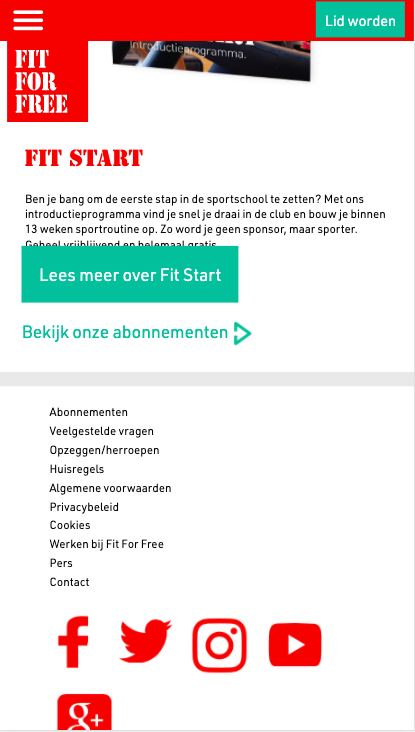 Lid worden
introductieprogramma.
FIT
FOR
FREE
FIT START
Ben je bang om de eerste stap in de sportschool te zetten? Met ons
introductieprogramma vind je snel je draai in de club en bouw je binnen
13 weken sportroutine op. Zo word je geen sponsor, maar sporter.
Geheel vrijblijvend en helemaal gratis.
Lees meer over Fit Start
Bekijk onze abonnementen
Abonnementen
Veelgestelde vragen
Opzeggen/herroepen
Huisregels
Algemene voorwaarden
Privacybeleid
Cookies
Werken bij Fit For Free
Pers
Contact
g+